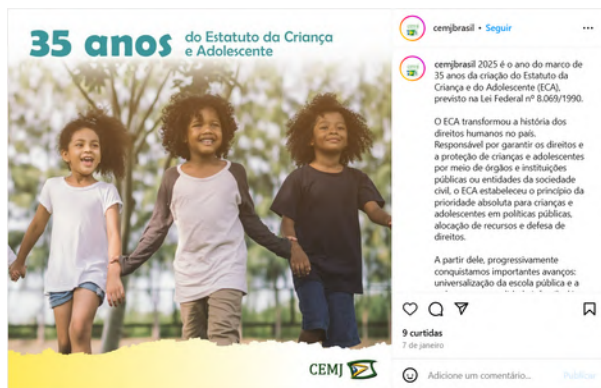 35 anos do Estatuto da Criança
e Adolescente
CEMJ
cemjbrasil • Seguir
cemjbrasil 2025 é o ano do marco de
35 anos da criação do Estatuto da
Criança e do Adolescente (ECA),
previsto na Lei Federal nº 8.069/1990.
O ECA transformou a história dos
direitos humanos no país.
Responsável por garantir os direitos e
a proteção de crianças e adolescentes
por meio de órgãos e instituições
públicas ou entidades da sociedade
civil, o ECA estabeleceu o princípio da
prioridade absoluta para crianças e
adolescentes em políticas públicas,
alocação de recursos e defesa de
direitos.
A partir dele, progressivamente
conquistamos importantes avanços:
universalização da escola pública e a
9 curtidas
7 de janeiro
Adicione um comentário... Publicar